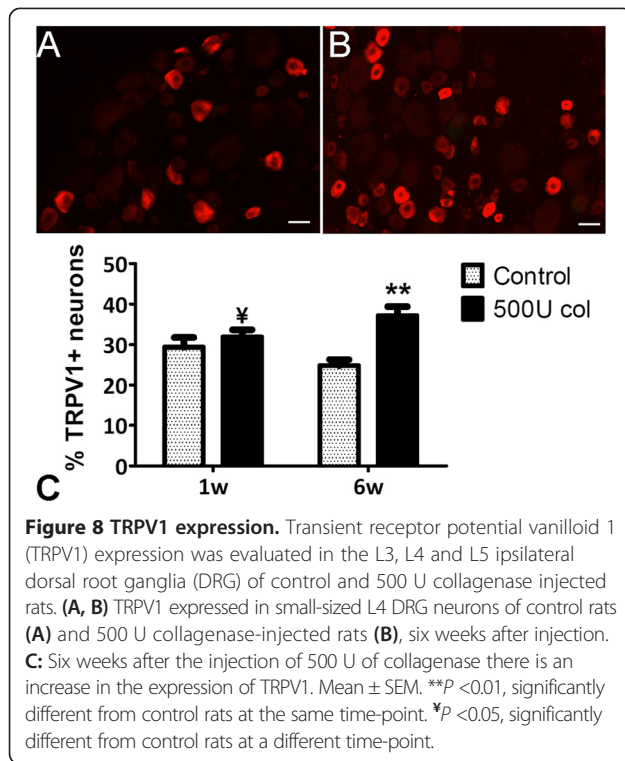 A
B
50
40
30
20
10
0
% TRPV1+ neurons
¥
**
Control
500U col
1w
6w
C
Figure 8 TRPV1 expression. Transient receptor potential vanilloid 1
(TRPV1) expression was evaluated in the L3, L4 and L5 ipsilateral
dorsal root ganglia (DRG) of control and 500 U collagenase injected
rats. (A, B) TRPV1 expressed in small-sized L4 DRG neurons of control rats
(A) and 500 U collagenase-injected rats (B), six weeks after injection.
C: Six weeks after the injection of 500 U of collagenase there is an
increase in the expression of TRPV1. Mean ± SEM. **P <0.01, significantly
different from control rats at the same time-point. ¥P <0.05, significantly
different from control rats at a different time-point.